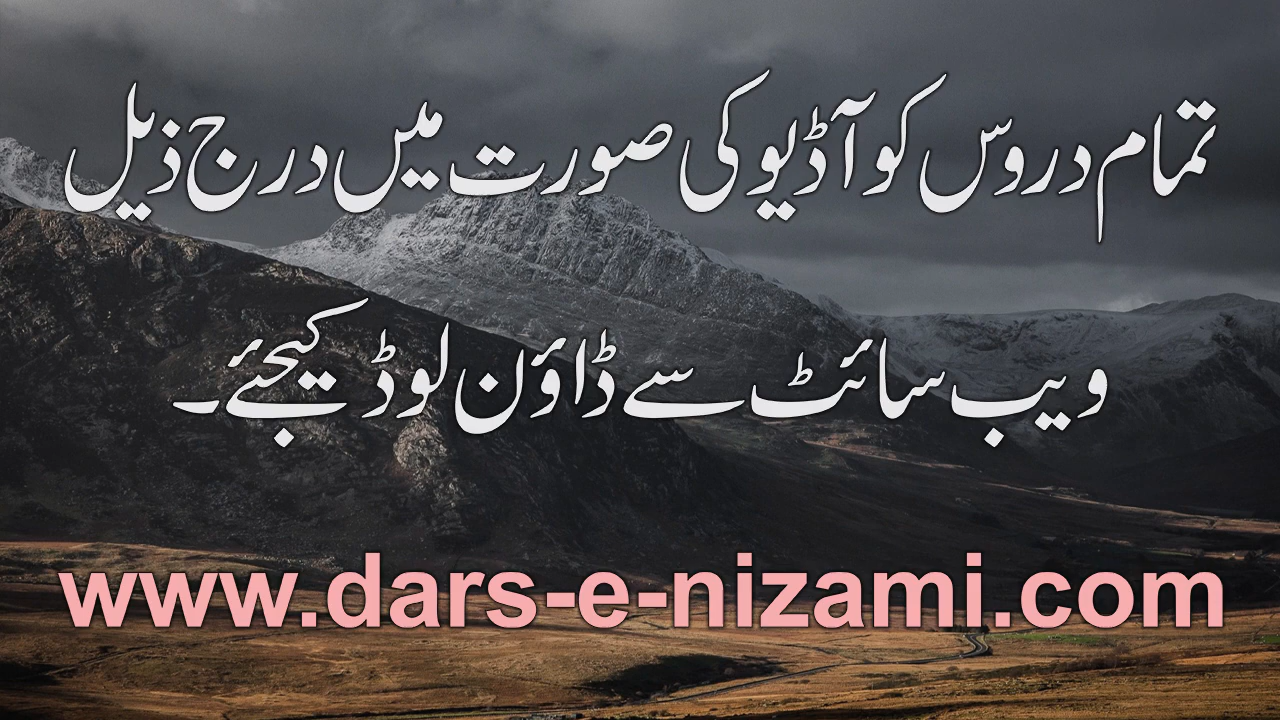 تمام دروس کو آڈیو کی صورت میں درج ذیل
ویب سائٹ سے ڈاؤن لوڈ کیجئے۔
www.dars-e-nizami.com